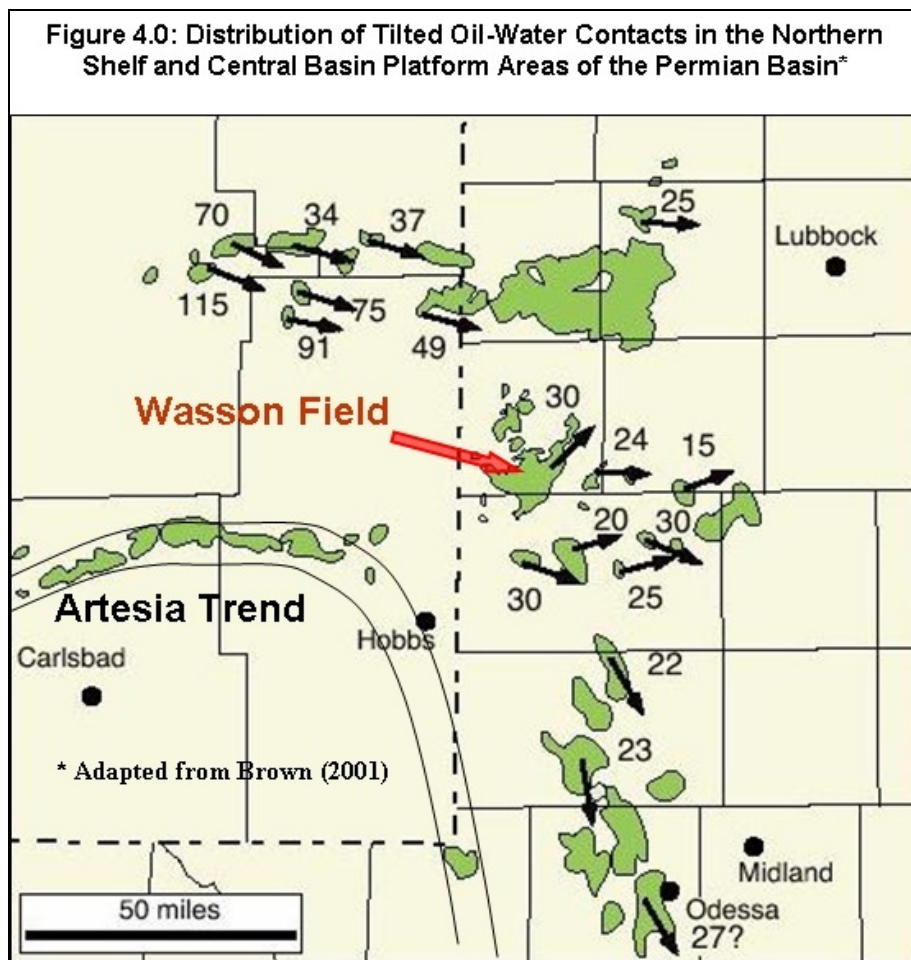 Figure 4.0: Distribution of Tilted Oil-Water Contacts in the Northern
Shelf and Central Basin Platform Areas of the Permian Basin*
70
34
37
25
Lubbock
115
75
91
49
Wasson Field
30
24
15
20
30
30
25
Artesia Trend
Hobbs
Carlsbad
22
23
* Adapted from Brown (2001)
50 miles
Midland
Odessa
27?